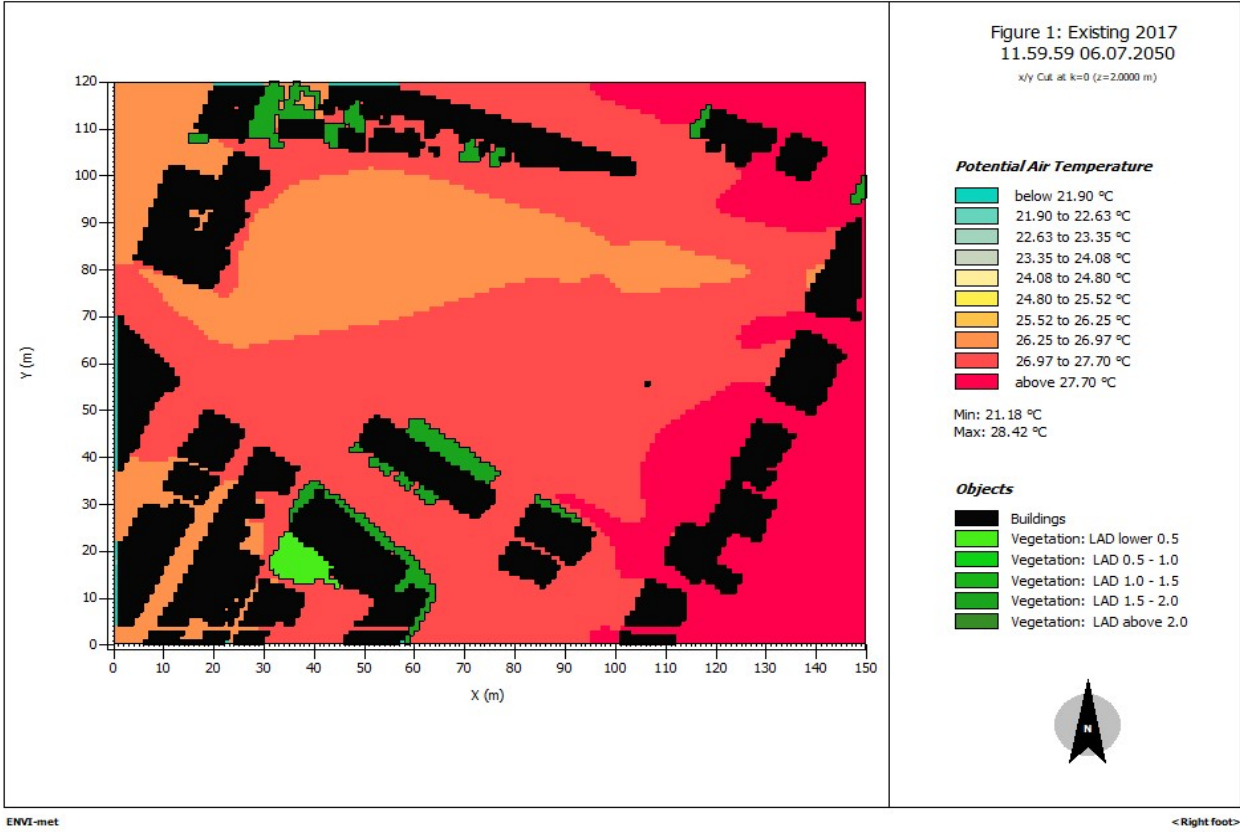 Figure 1: Existing 2017
11.59.59 06.07.2050
x/y Cut at k=0 (z=2.0000 m)
120
110
100
90
80
70
60
50
40
30
20
10
0
Y (m)
0 10 20 30 40 50 60 70 80 90 100 110 120 130 140 150
X (m)
Potential Air Temperature
below 21.90 °C
21.90 to 22.63 °C
22.63 to 23.35 °C
23.35 to 24.08 °C
24.08 to 24.80 °C
24.80 to 25.52 °C
25.52 to 26.25 °C
26.25 to 26.97 °C
26.97 to 27.70 °C
above 27.70 °C
Min: 21.18 °C
Max: 28.42 °C
Objects
Buildings
Vegetation: LAD lower 0.5
Vegetation: LAD 0.5 - 1.0
Vegetation: LAD 1.0 - 1.5
Vegetation: LAD 1.5 - 2.0
Vegetation: LAD above 2.0
N
ENVI-met
<Right foot>